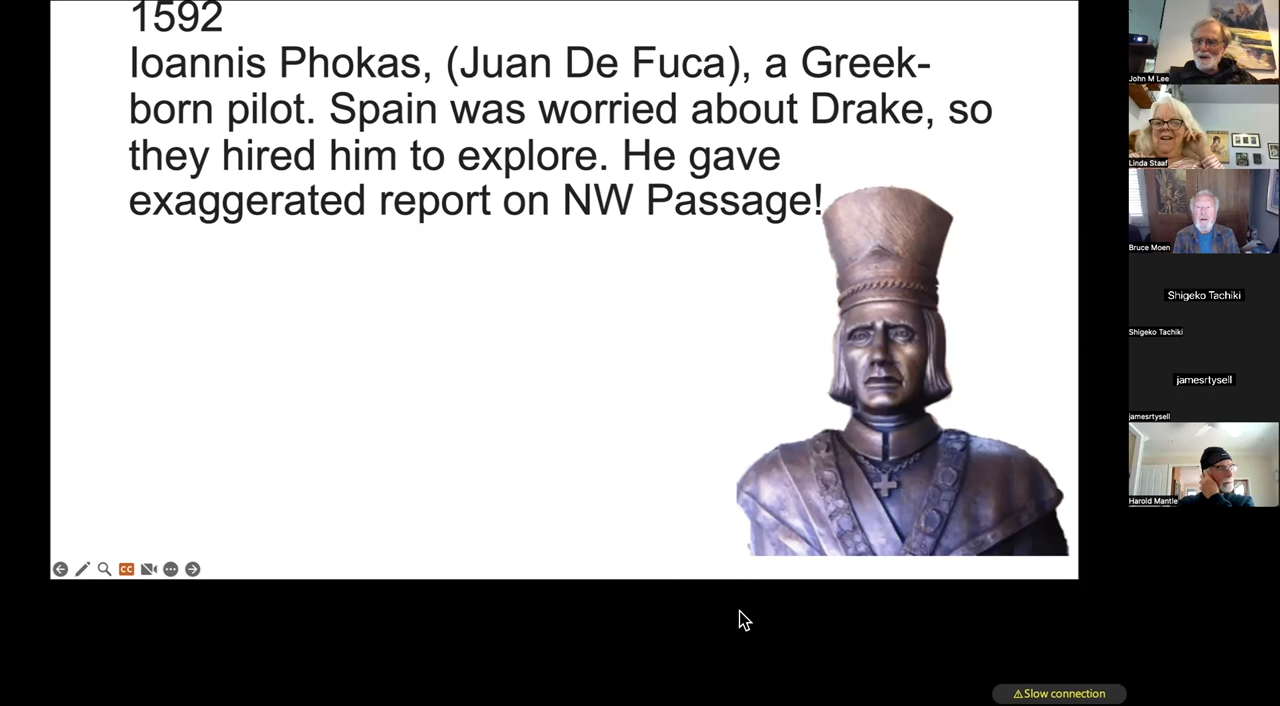 1592
Ioannis Phokas, (Juan De Fuca), a Greek-
born pilot. Spain was worried about Drake, so
they hired him to explore. He gave
exaggerated report on NW Passage!
CC
John M Lee
Linda Staaf
Bruce Moen
Shigeko Tachiki
Shigeko Tachiki
jamesrtysell
jamesrtysell
Harold Mantle
Slow connection